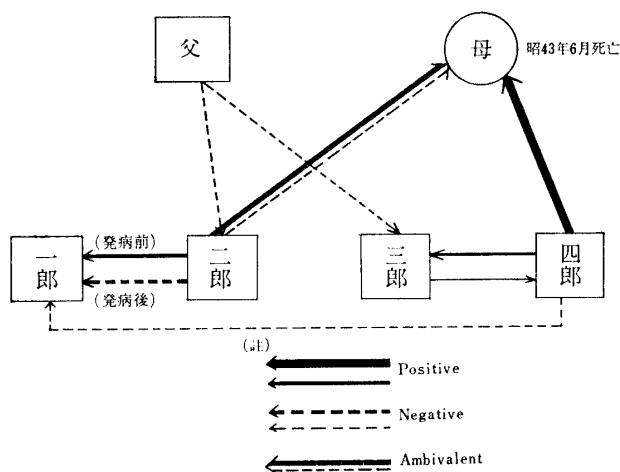 父
母
昭43年6月死亡
一郎
(発病前)
(発病後)
二郎
三郎
四郎
(註)
Positive
Negative
Ambivalent